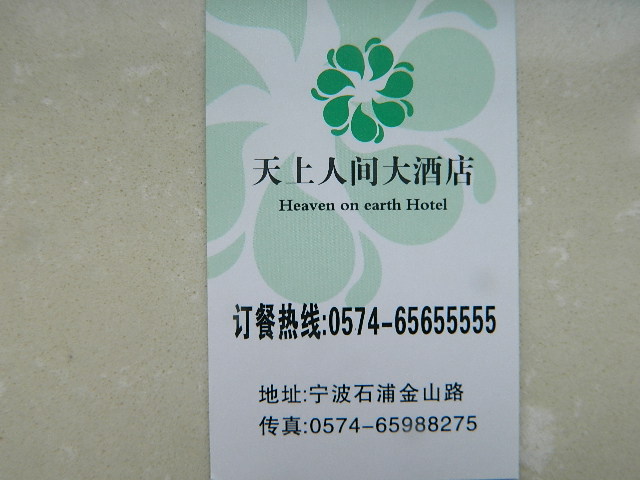 天上人间大酒店
Heaven on earth Hotel
订餐热线:0574-65655555
地址:宁波石浦金山路
传真:0574-65988275